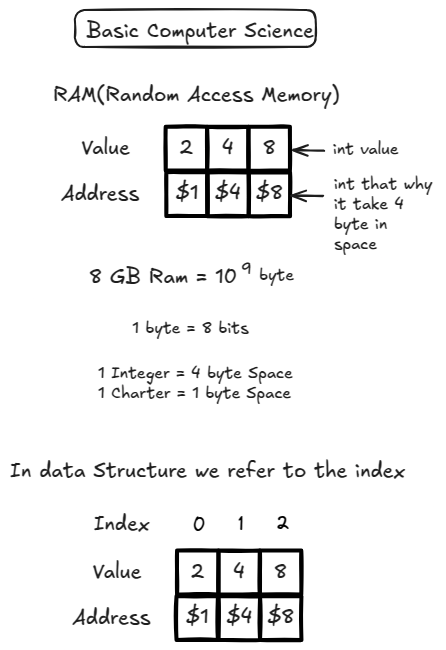 Basic Computer Science
RAM(Random Access Memory)
Value 2 4 8 int value
Address $1 $4 $8 int that why
it take 4
byte in
space
8 GB Ram = 10^9 byte
1 byte = 8 bits
1 Integer = 4 byte Space
1 Charter = 1 byte Space
In data Structure we refer to the index
Index 0 1 2
Value 2 4 8
Address $1 $4 $8